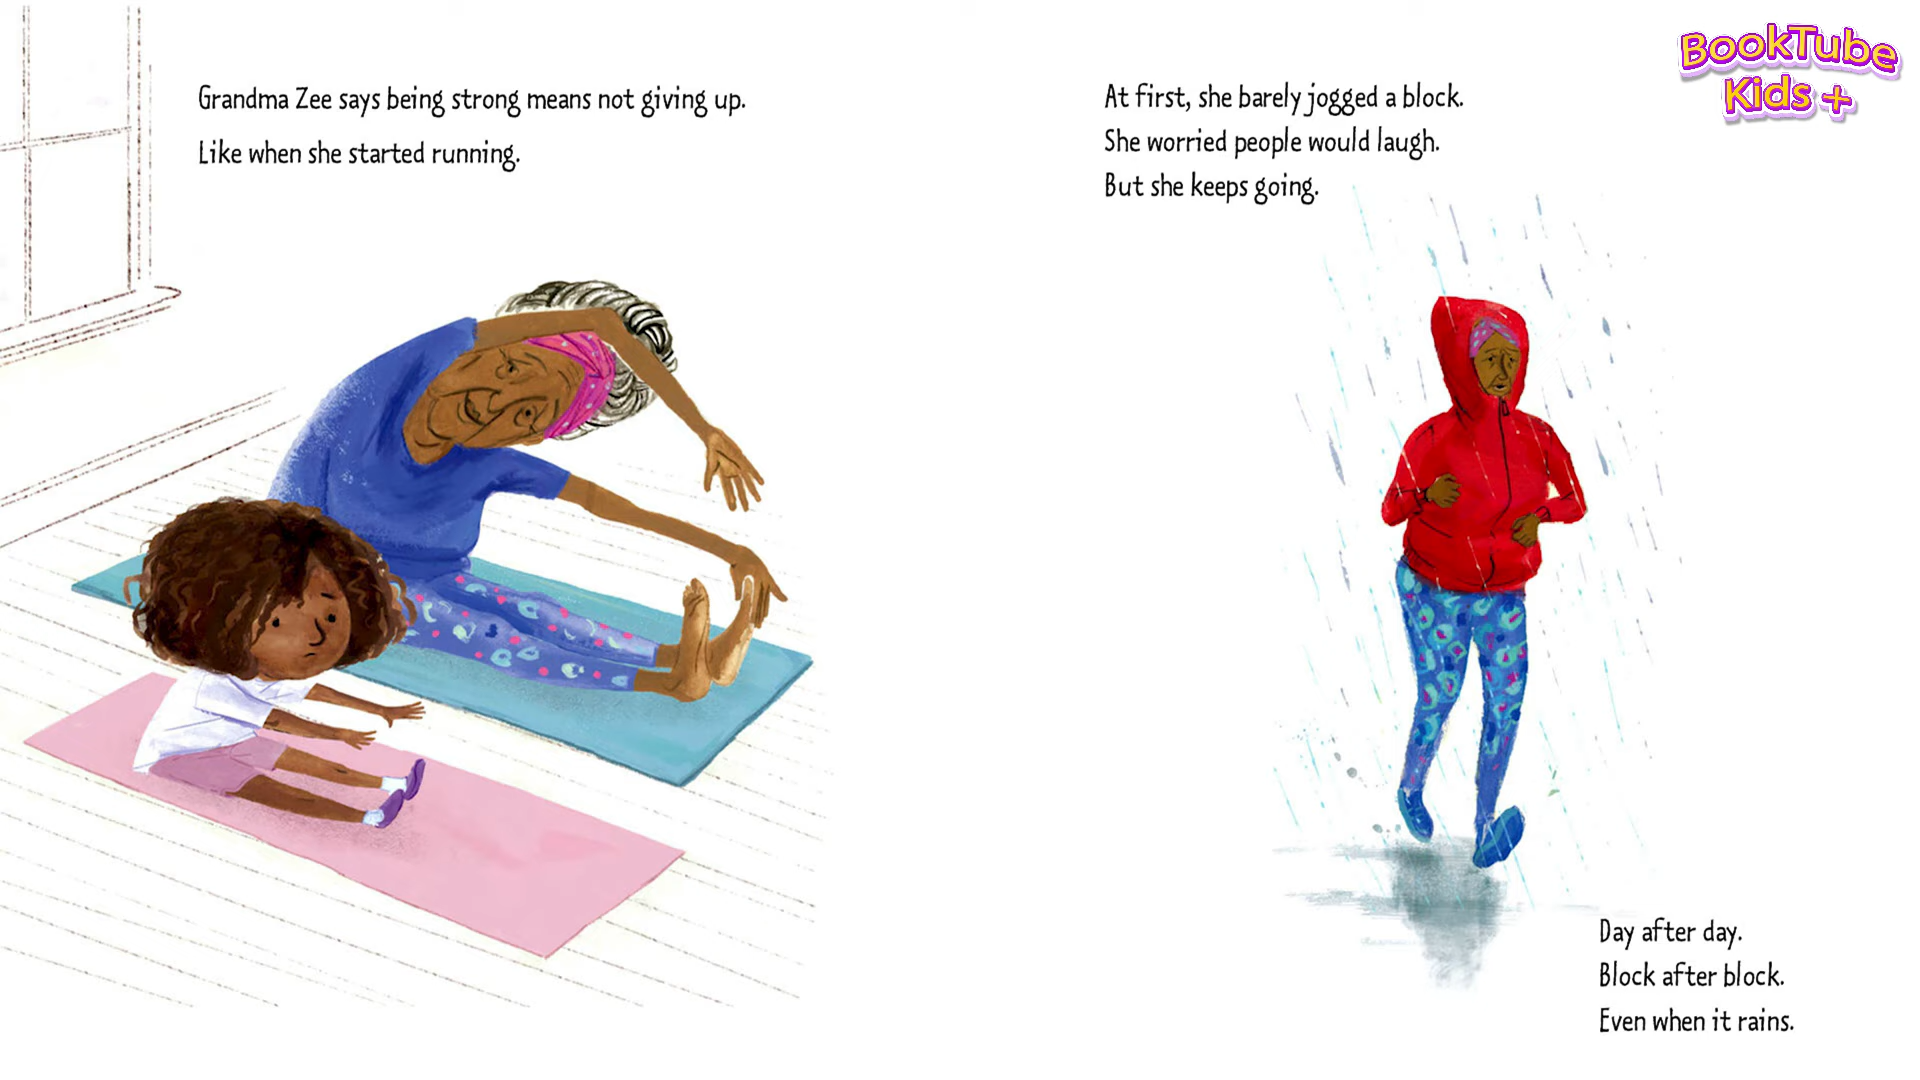 Grandma Zee says being strong means not giving up.
Like when she started running.
At first, she barely jogged a block.
She worried people would laugh.
But she keeps going.
Day after day.
Block after block.
Even when it rains.
BookTube
Kids +